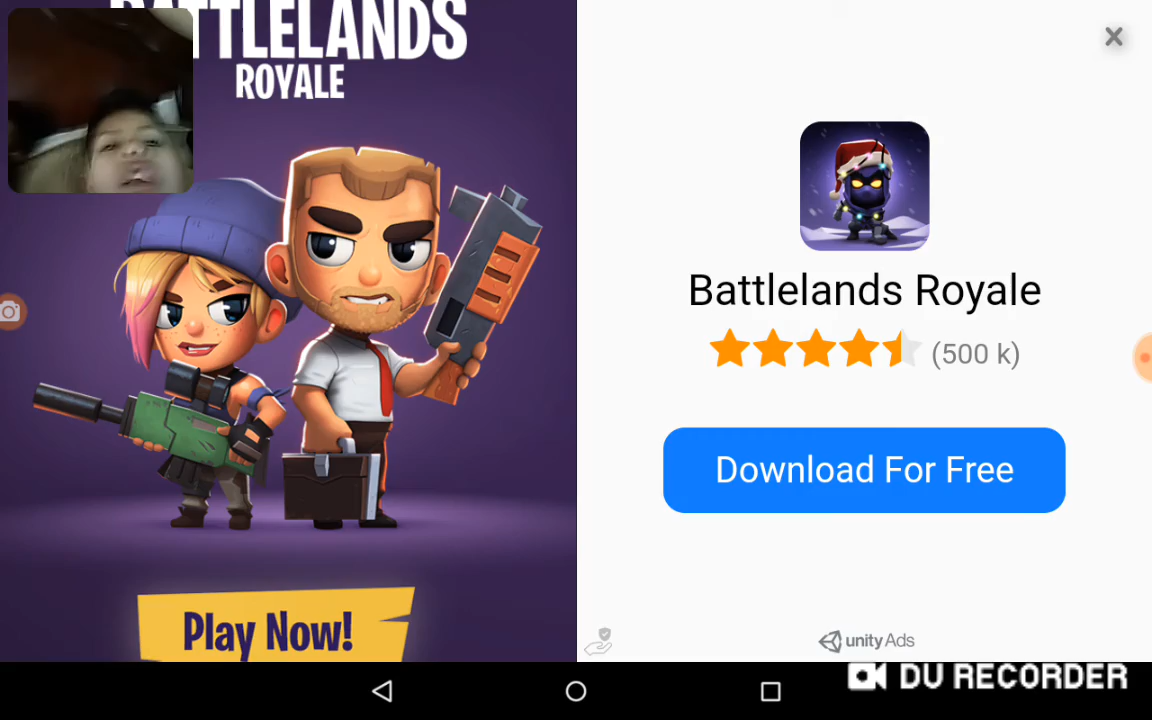 BATTLELANDS
ROYALE
Play Now!
Battlelands Royale
(500 k)
Download For Free
unity Ads
DU RECORDER